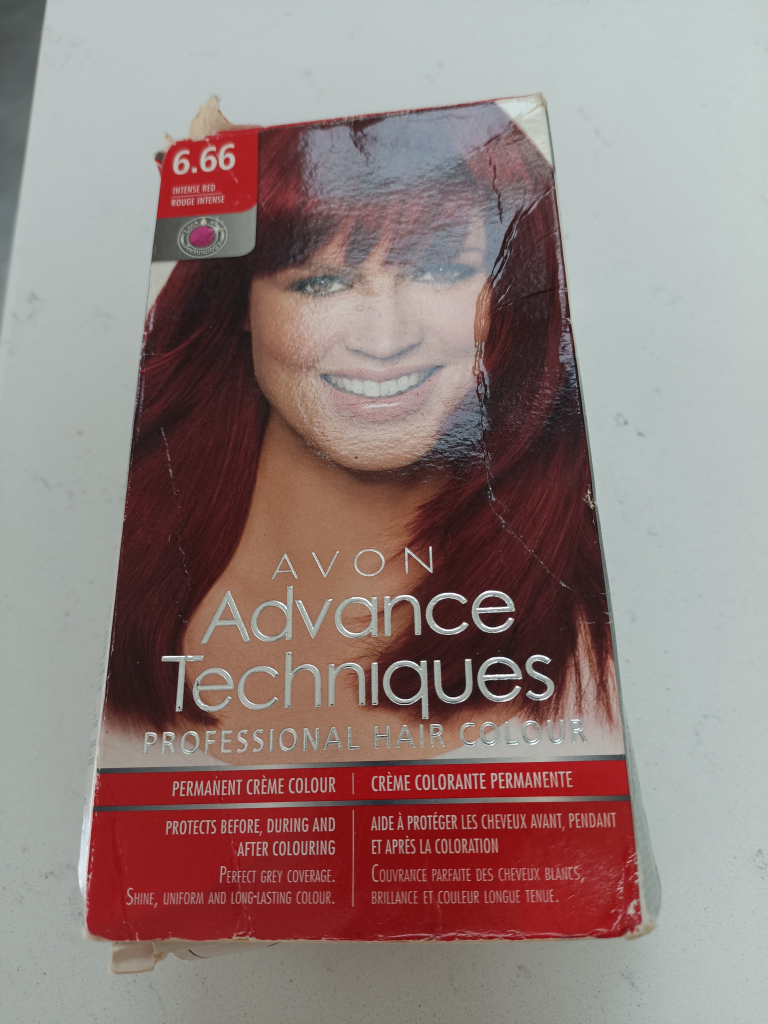 6.66
INTENSE RED
ROUGE INTENSE
AVON
Advance
Techniques
PROFESSIONAL HAIR COLOUR
PERMANENT CRÈME COLOUR
CRÈME COLORANTE PERMANENTE
PROTECTS BEFORE, DURING AND
AFTER COLOURING
PERFECT GREY COVERAGE.
SHINE, UNIFORM AND LONG-LASTING COLOUR.
AIDE À PROTÉGER LES CHEVEUX AVANT, PENDANT
ET APRÈS LA COLORATION
COUVRANCE PARFAITE DES CHEVEUX BLANCS,
BRILLANCE ET COULEUR LONGUE TENUE.